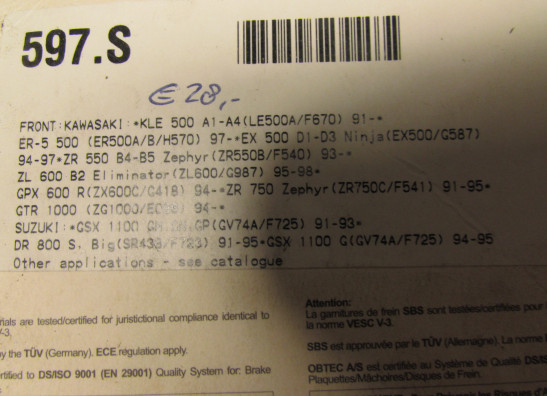 597.S
€ 28,-
FRONT:KAWASAKI:*KLE 500 A1-A4(LE500A/F670) 91-*
ER-5 500 (ER500A/B/H570) 97-*EX 500 D1-D3 Ninja(EX500/G587)
94-97*ZR 550 B4-B5 Zephyr(ZR550B/F540) 93-*
ZL 600 B2 Eliminator(ZL600/G987) 95-98*
GPX 600 R(ZX600C/G418) 94-*ZR 750 Zephyr(ZR750C/F541) 91-95*
GTR 1000 (ZG1000/ 94-*
SUZUKI:*GSX 1100 (GV74A/F725) 91-93*
DR 800 S, Big(SR43B/F723) 91-95*GSX 1100 G(GV74A/F725) 94-95
Other applications - see catalogue
rials are tested/certified for juristictional compliance identical to
V-3.
y the TÜV (Germany). ECE regulation apply.
rtified to DS/ISO 9001 (EN 29001) Quality System for: Brake
Attention:
La garnitures de frein SBS sont testées/certifiées pour
la norme VESC V-3.
SBS est approuvée par le TÜV (Allemagne). La norme
OBTEC A/S est certifiée au Système de Qualité DS/IS
Plaquettes/Mâchoires/Disques de Frein.